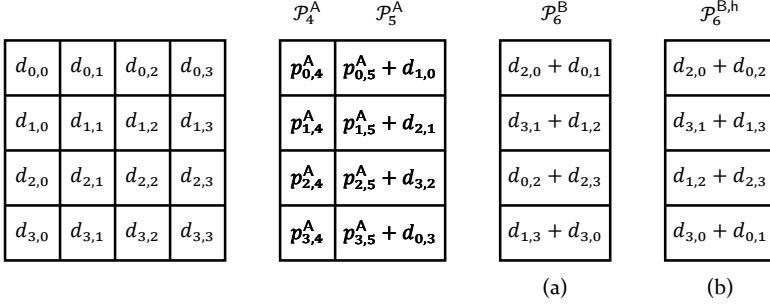 𝒫₄ᴬ 𝒫₅ᴬ 𝒫₆ᴮ 𝒫₆ᴮ,ʰ
d₀,₀ d₀,₁ d₀,₂ d₀,₃ p₀,₄ᴬ p₀,₅ᴬ + d₁,₀ d₂,₀ + d₀,₁ d₂,₀ + d₀,₂
d₁,₀ d₁,₁ d₁,₂ d₁,₃ p₁,₄ᴬ p₁,₅ᴬ + d₂,₁ d₃,₁ + d₁,₂ d₃,₁ + d₁,₃
d₂,₀ d₂,₁ d₂,₂ d₂,₃ p₂,₄ᴬ p₂,₅ᴬ + d₃,₂ d₀,₂ + d₂,₃ d₁,₂ + d₂,₃
d₃,₀ d₃,₁ d₃,₂ d₃,₃ p₃,₄ᴬ p₃,₅ᴬ + d₀,₃ d₁,₃ + d₃,₀ d₃,₀ + d₀,₁
(a) (b)